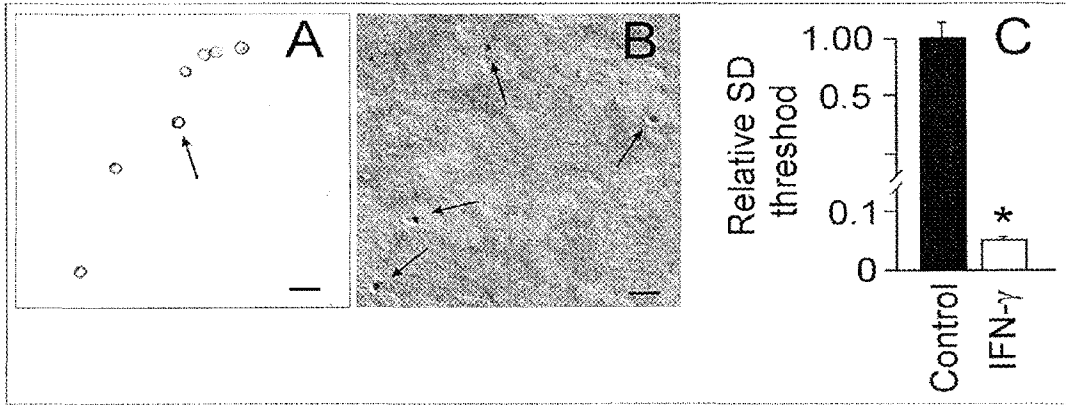 A
B
C
Relative SD
threshod
1.00
0.5
0.1
0
*
Control
IFN-γ